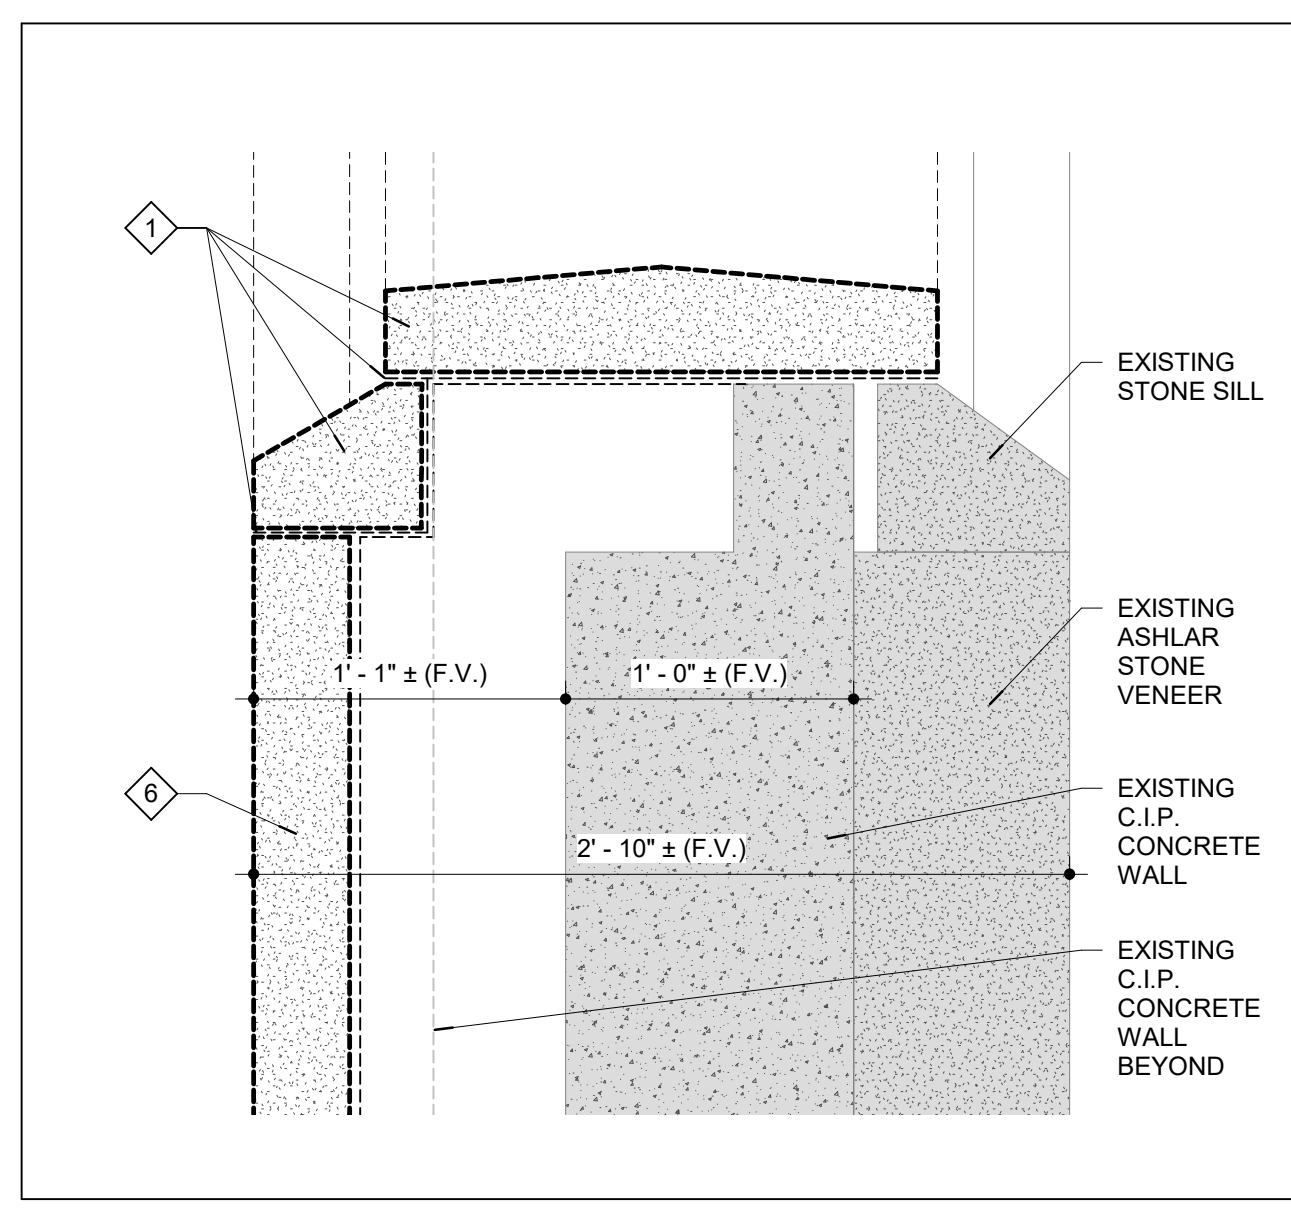 1
EXISTING
STONE SILL
EXISTING
ASHLAR
STONE
VENEER
1' - 1" ± (F.V.)
1' - 0" ± (F.V.)
6
EXISTING
C.I.P.
CONCRETE
WALL
2' - 10" ± (F.V.)
EXISTING
C.I.P.
CONCRETE
WALL
BEYOND